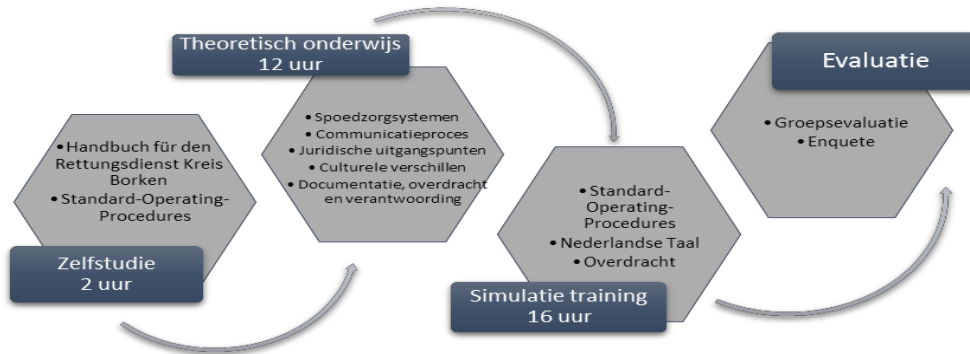 Zelfstudie
2 uur
• Handbuch für den
Rettungsdienst Kreis
Borken
• Standard-Operating-
Procedures
Theoretisch onderwijs
12 uur
• Spoedzorgsystemen
• Communicatieproces
• Juridische uitgangspunten
• Culturele verschillen
• Documentatie, overdracht
en verantwoording
Simulatie training
16 uur
• Standard-
Operating-
Procedures
• Nederlandse Taal
• Overdracht
Evaluatie
• Groepsevaluatie
• Enquete